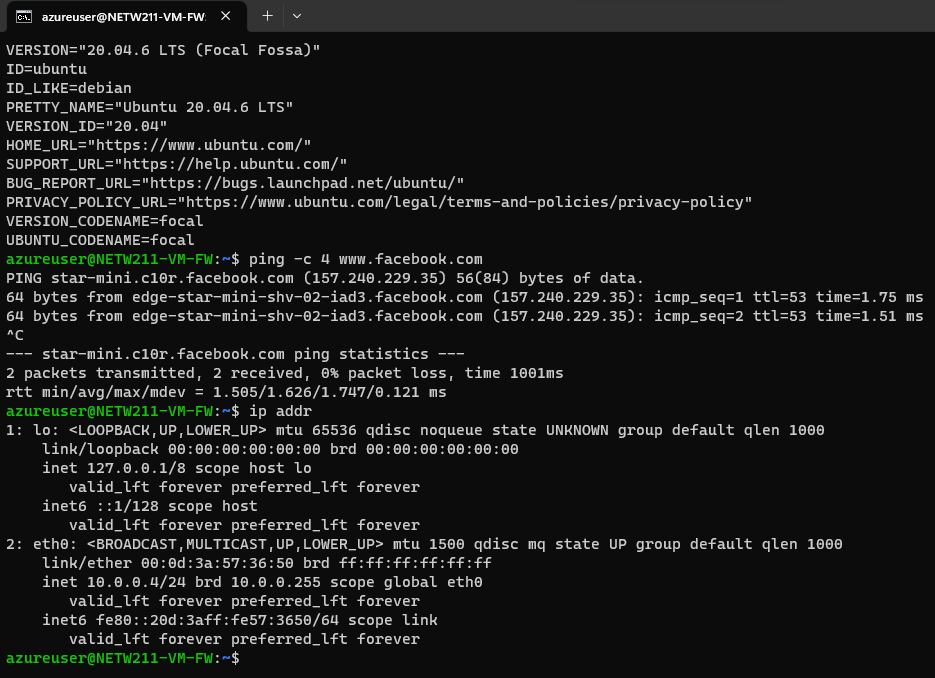 azureuser@NETW211-VM-FW:
VERSION="20.04.6 LTS (Focal Fossa)"
ID=ubuntu
ID_LIKE=debian
PRETTY_NAME="Ubuntu 20.04.6 LTS"
VERSION_ID="20.04"
HOME_URL="https://www.ubuntu.com/"
SUPPORT_URL="https://help.ubuntu.com/"
BUG_REPORT_URL="https://bugs.launchpad.net/ubuntu/"
PRIVACY_POLICY_URL="https://www.ubuntu.com/legal/terms-and-policies/privacy-policy"
VERSION_CODENAME=focal
UBUNTU_CODENAME=focal
azureuser@NETW211-VM-FW:~$ ping -c 4 www.facebook.com
PING star-mini.c10r.facebook.com (157.240.229.35) 56(84) bytes of data.
64 bytes from edge-star-mini-shv-02-iad3.facebook.com (157.240.229.35): icmp_seq=1 ttl=53 time=1.75 ms
64 bytes from edge-star-mini-shv-02-iad3.facebook.com (157.240.229.35): icmp_seq=2 ttl=53 time=1.51 ms
^C
--- star-mini.c10r.facebook.com ping statistics ---
2 packets transmitted, 2 received, 0% packet loss, time 1001ms
rtt min/avg/max/mdev = 1.505/1.626/1.747/0.121 ms
azureuser@NETW211-VM-FW:~$ ip addr
1: lo: <LOOPBACK,UP,LOWER_UP> mtu 65536 qdisc noqueue state UNKNOWN group default qlen 1000
    link/loopback 00:00:00:00:00:00 brd 00:00:00:00:00:00
    inet 127.0.0.1/8 scope host lo
       valid_lft forever preferred_lft forever
    inet6 ::1/128 scope host
       valid_lft forever preferred_lft forever
2: eth0: <BROADCAST,MULTICAST,UP,LOWER_UP> mtu 1500 qdisc mq state UP group default qlen 1000
    link/ether 00:0d:3a:57:36:50 brd ff:ff:ff:ff:ff:ff
    inet 10.0.0.4/24 brd 10.0.0.255 scope global eth0
       valid_lft forever preferred_lft forever
    inet6 fe80::20d:3aff:fe57:3650/64 scope link
       valid_lft forever preferred_lft forever
azureuser@NETW211-VM-FW:~$